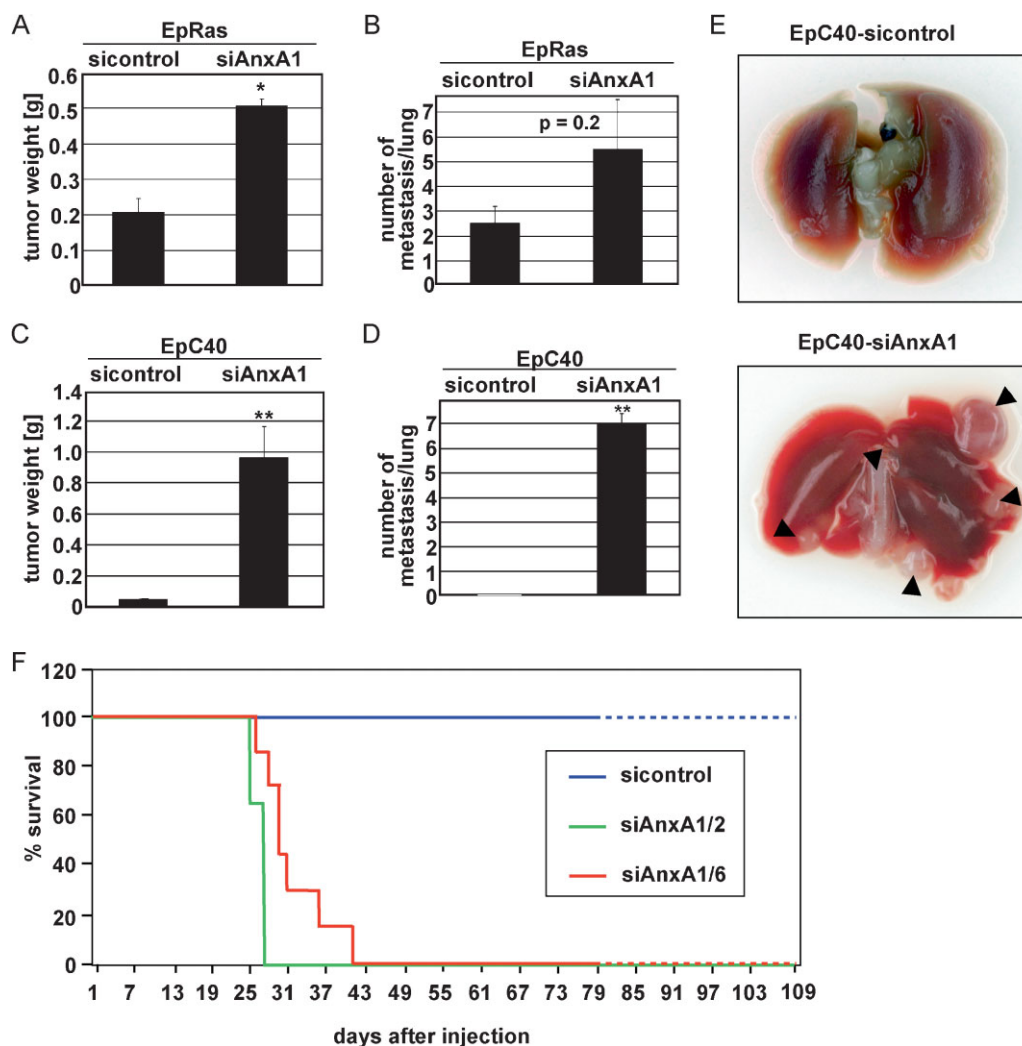 A
EpRas
sicontrol siAnxA1
tumor weight [g]
0.6
0.5
0.4
0.3
0.2
0.1
0
*
B
EpRas
sicontrol siAnxA1
number of
metastasis/lung
7
6
5
4
3
2
1
0
p = 0.2
C
EpC40
sicontrol siAnxA1
tumor weight [g]
1.4
1.2
1.0
0.8
0.6
0.4
0.2
0
**
D
EpC40
sicontrol siAnxA1
number of
metastasis/lung
7
6
5
4
3
2
1
0
**
E
EpC40-sicontrol
EpC40-siAnxA1
F
% survival
120
100
80
60
40
20
0
sicontrol
siAnxA1/2
siAnxA1/6
1 7 13 19 25 31 37 43 49 55 61 67 73 79 85 91 97 103 109
days after injection